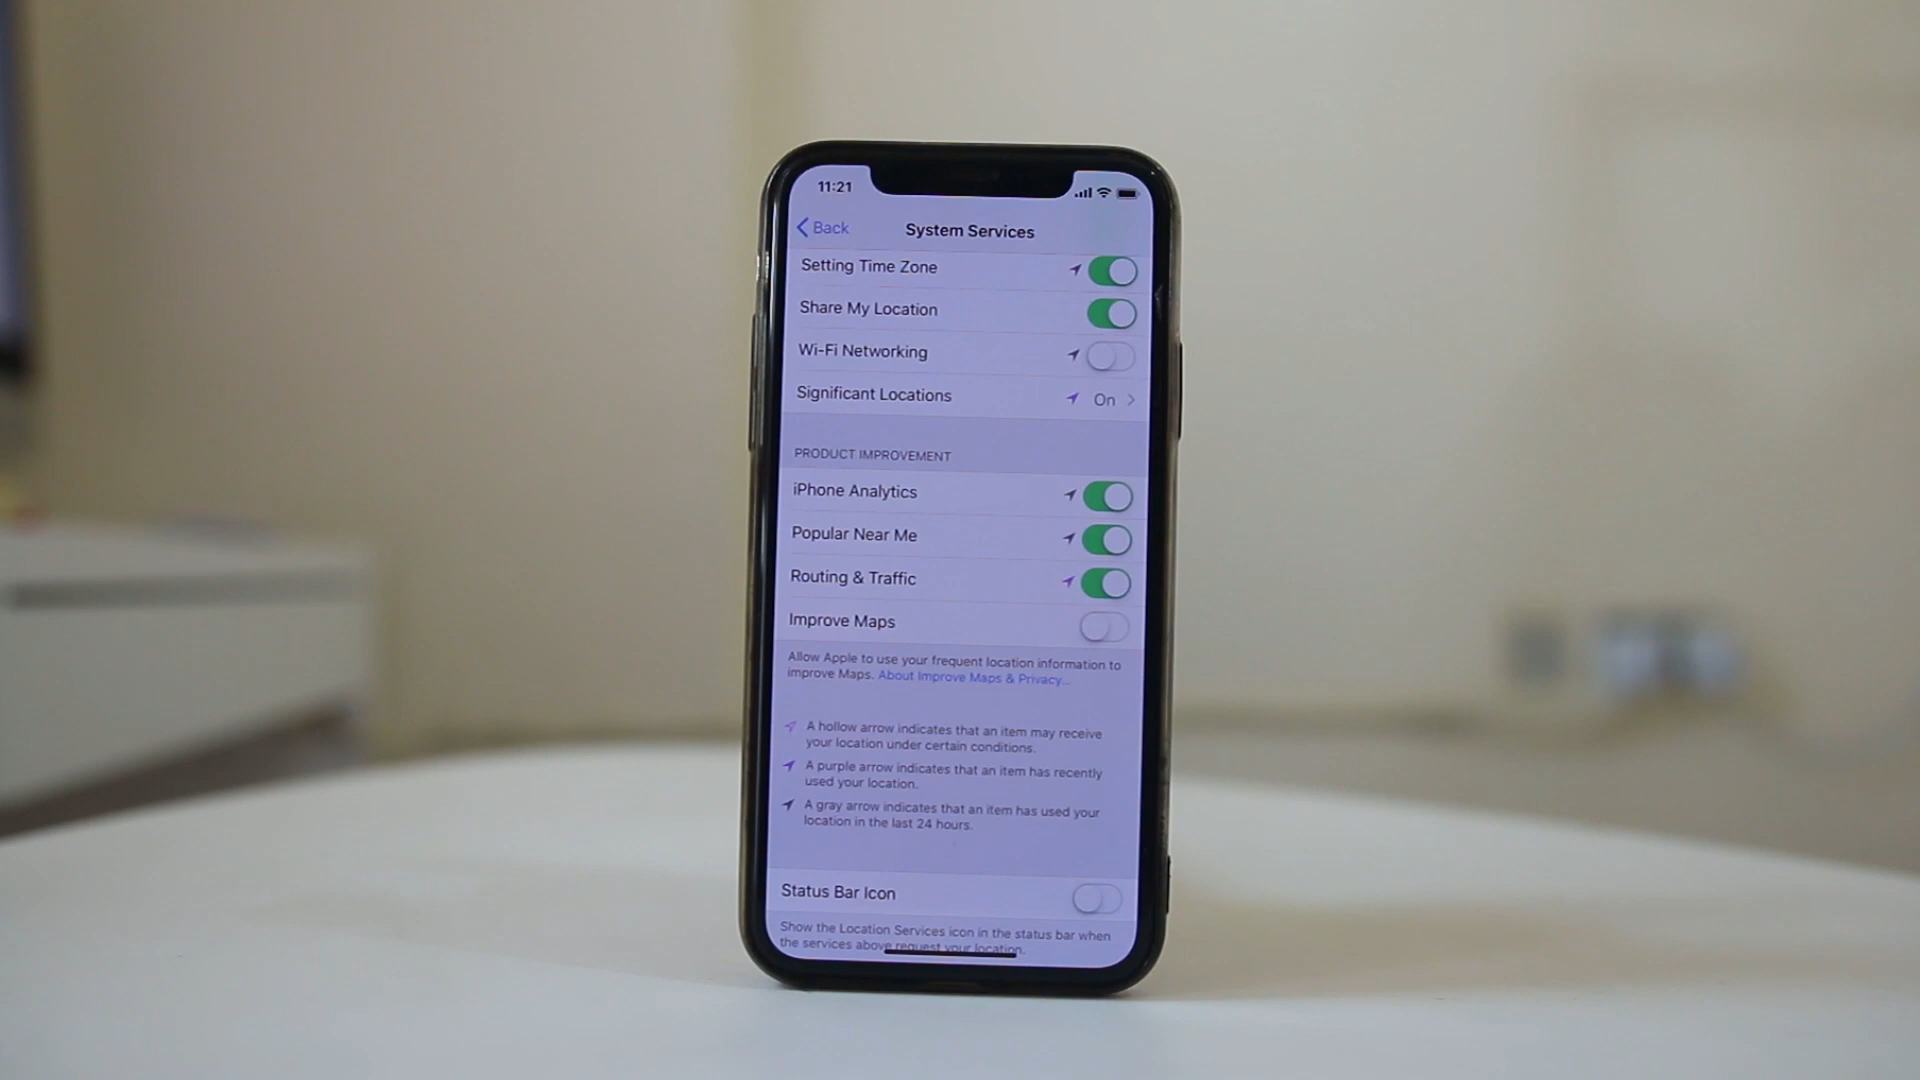 11:21
Back
System Services
Setting Time Zone
Share My Location
Wi-Fi Networking
Significant Locations On
PRODUCT IMPROVEMENT
iPhone Analytics
Popular Near Me
Routing & Traffic
Improve Maps
Allow Apple to use your frequent location information to
improve Maps. About Improve Maps & Privacy...
A hollow arrow indicates that an item may receive
your location under certain conditions.
A purple arrow indicates that an item has recently
used your location.
A gray arrow indicates that an item has used your
location in the last 24 hours.
Status Bar Icon
Show the Location Services icon in the status bar when
the services above request your location.